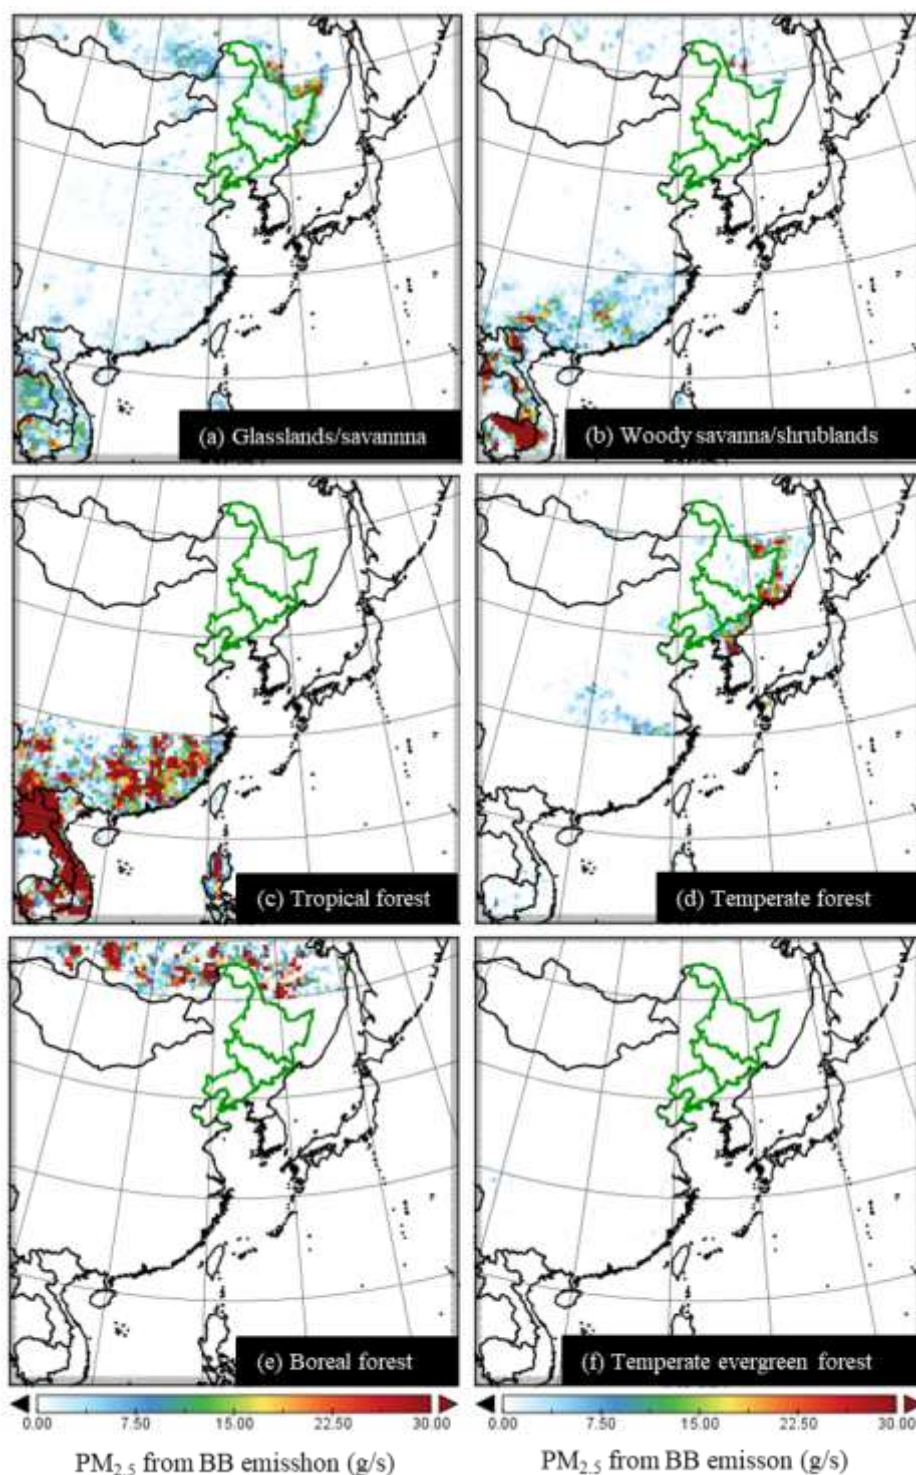 (a) Glasslands/savannna
(b) Woody savanna/shrublands
(c) Tropical forest
(d) Temperate forest
(e) Boreal forest
(f) Temperate evergreen forest
0.00 7.50 15.00 22.50 30.00
0.00 7.50 15.00 22.50 30.00
PM2.5 from BB emisshon (g/s)
PM2.5 from BB emisson (g/s)